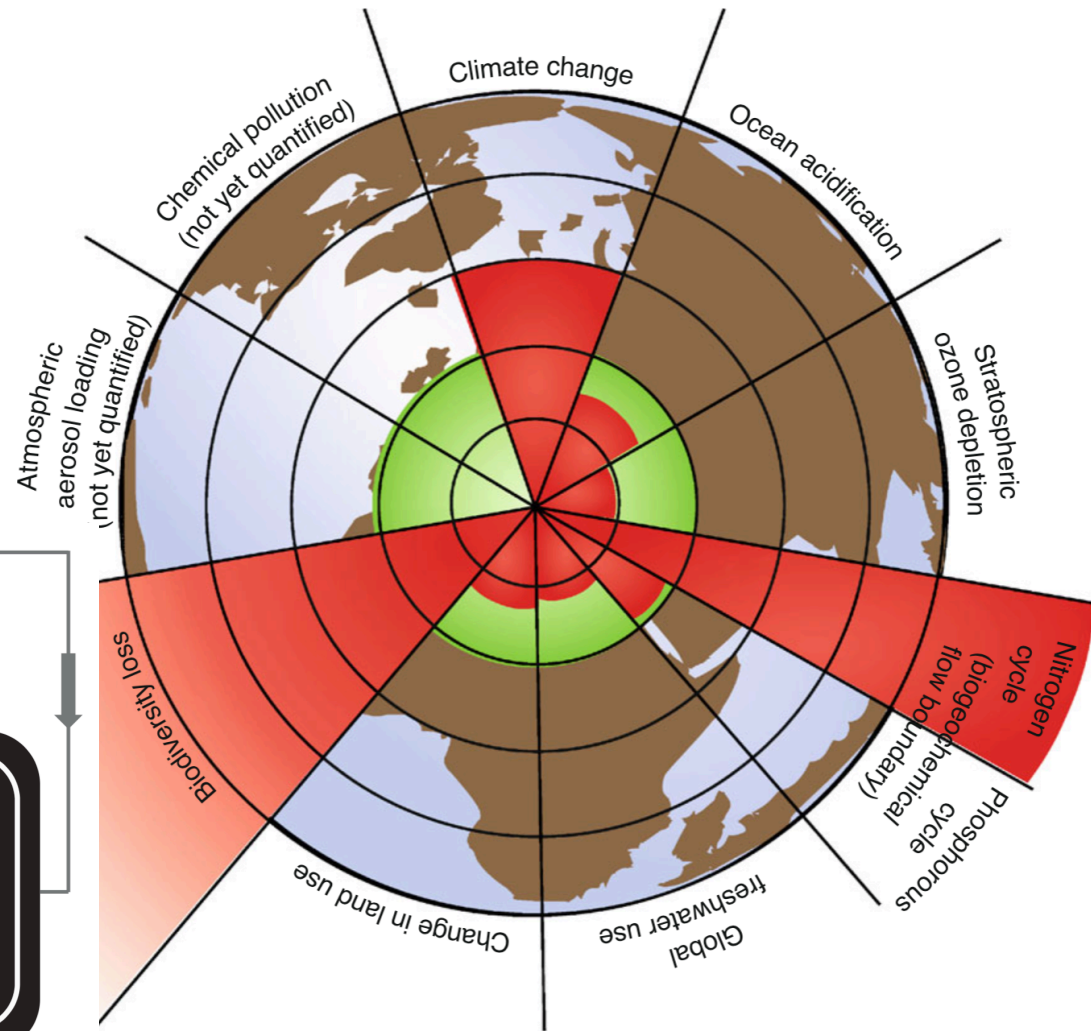 Climate change
Ocean acidification
Stratospheric
ozone depletion
Nitrogen
cycle
(biogeochemical
flow boundary)
Phosphorous
cycle
Global
freshwater use
Change in land use
Biodiversity loss
Atmospheric
aerosol loading
(not yet quantified)
Chemical pollution
(not yet quantified)